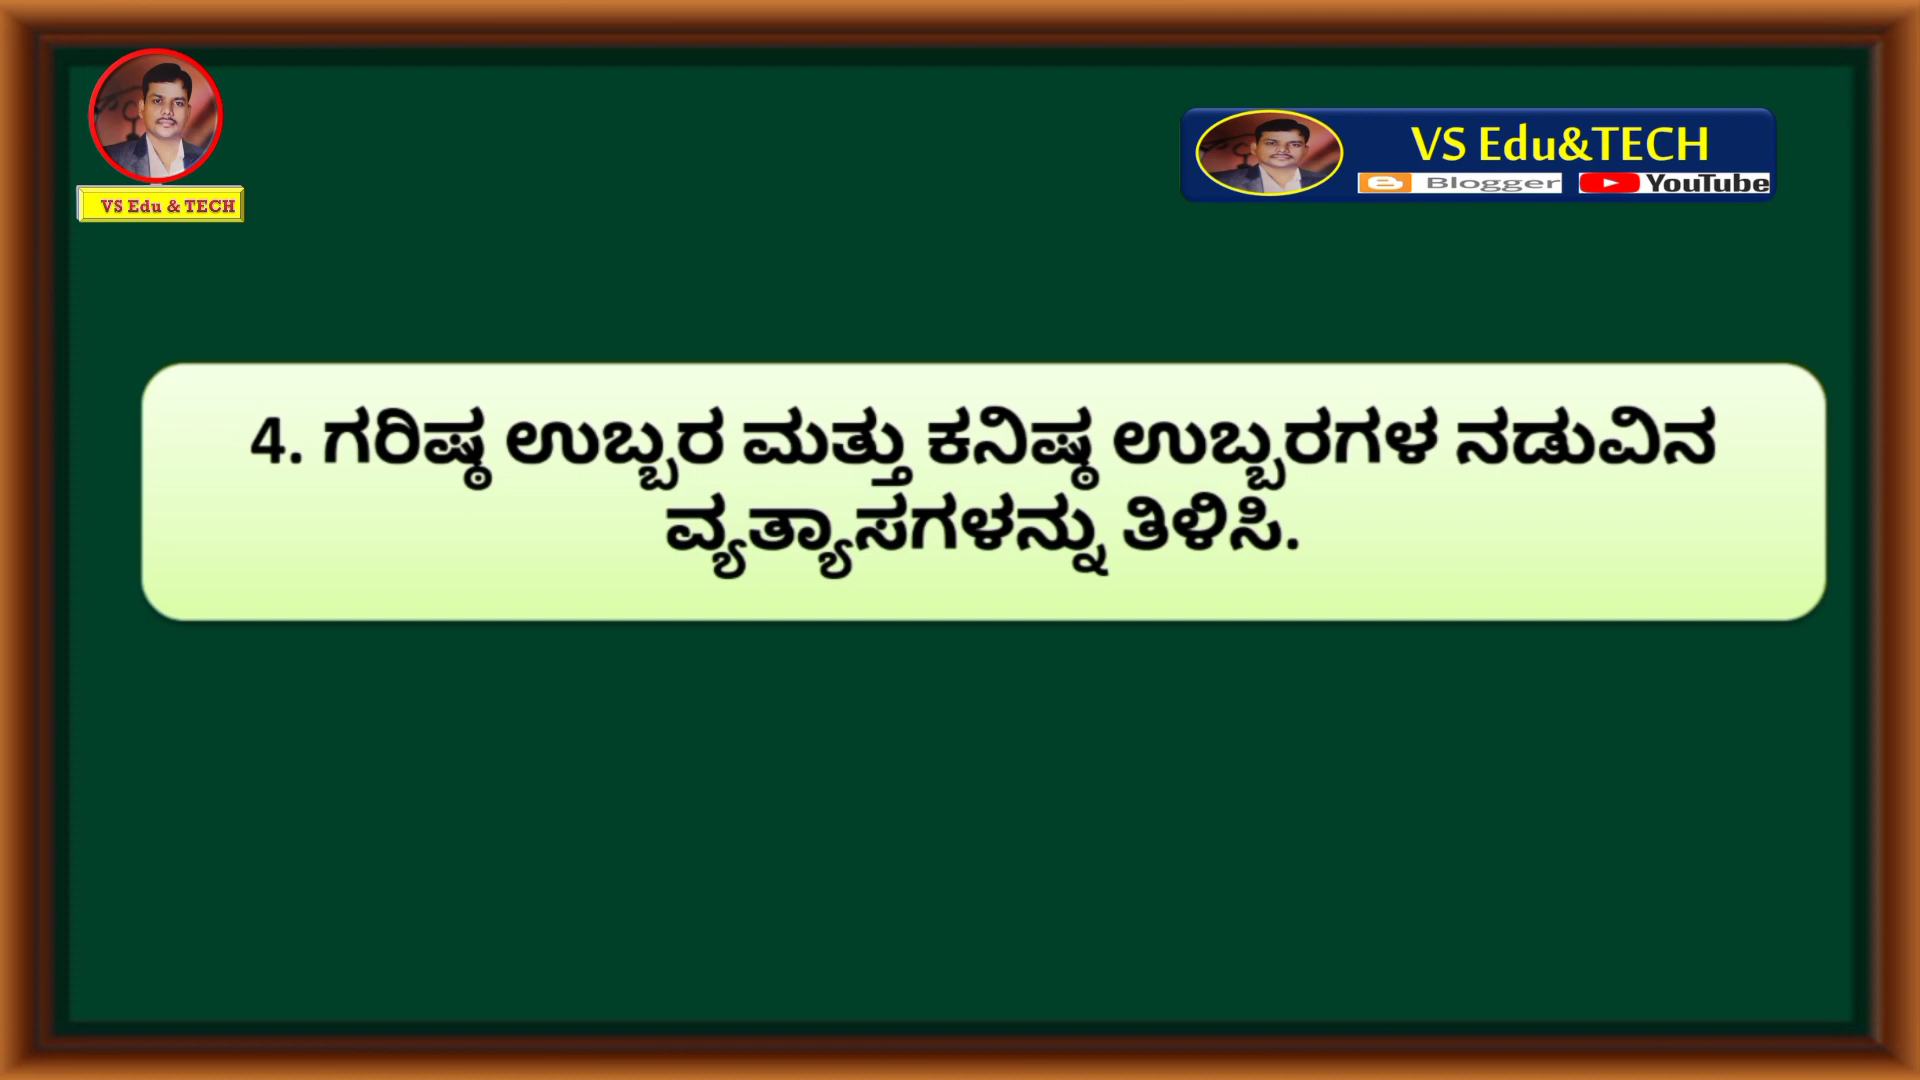 VS Edu & TECH
VS Edu&TECH
Blogger YouTube
4. ಗರಿಷ್ಠ ಉಬ್ಬರ ಮತ್ತು ಕನಿಷ್ಠ ಉಬ್ಬರಗಳ ನಡುವಿನ
ವ್ಯತ್ಯಾಸಗಳನ್ನು ತಿಳಿಸಿ.